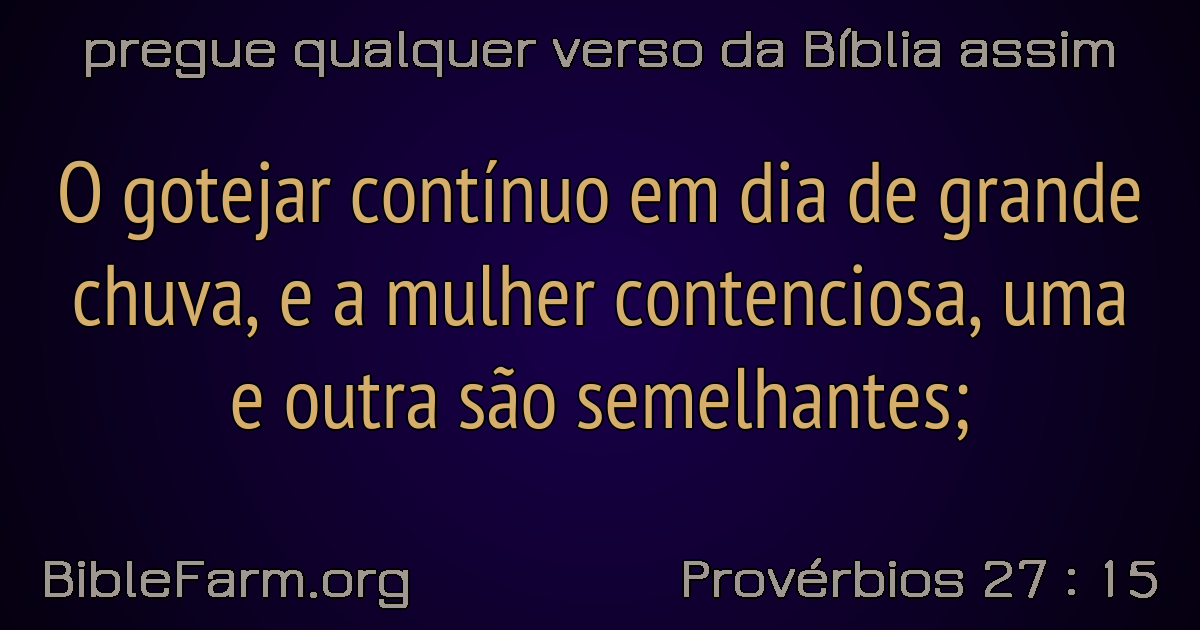 pregue qualquer verso da Bíblia assim
O gotejar contínuo em dia de grande
chuva, e a mulher contenciosa, uma
e outra são semelhantes;
BibleFarm.org
Provérbios 27 : 15